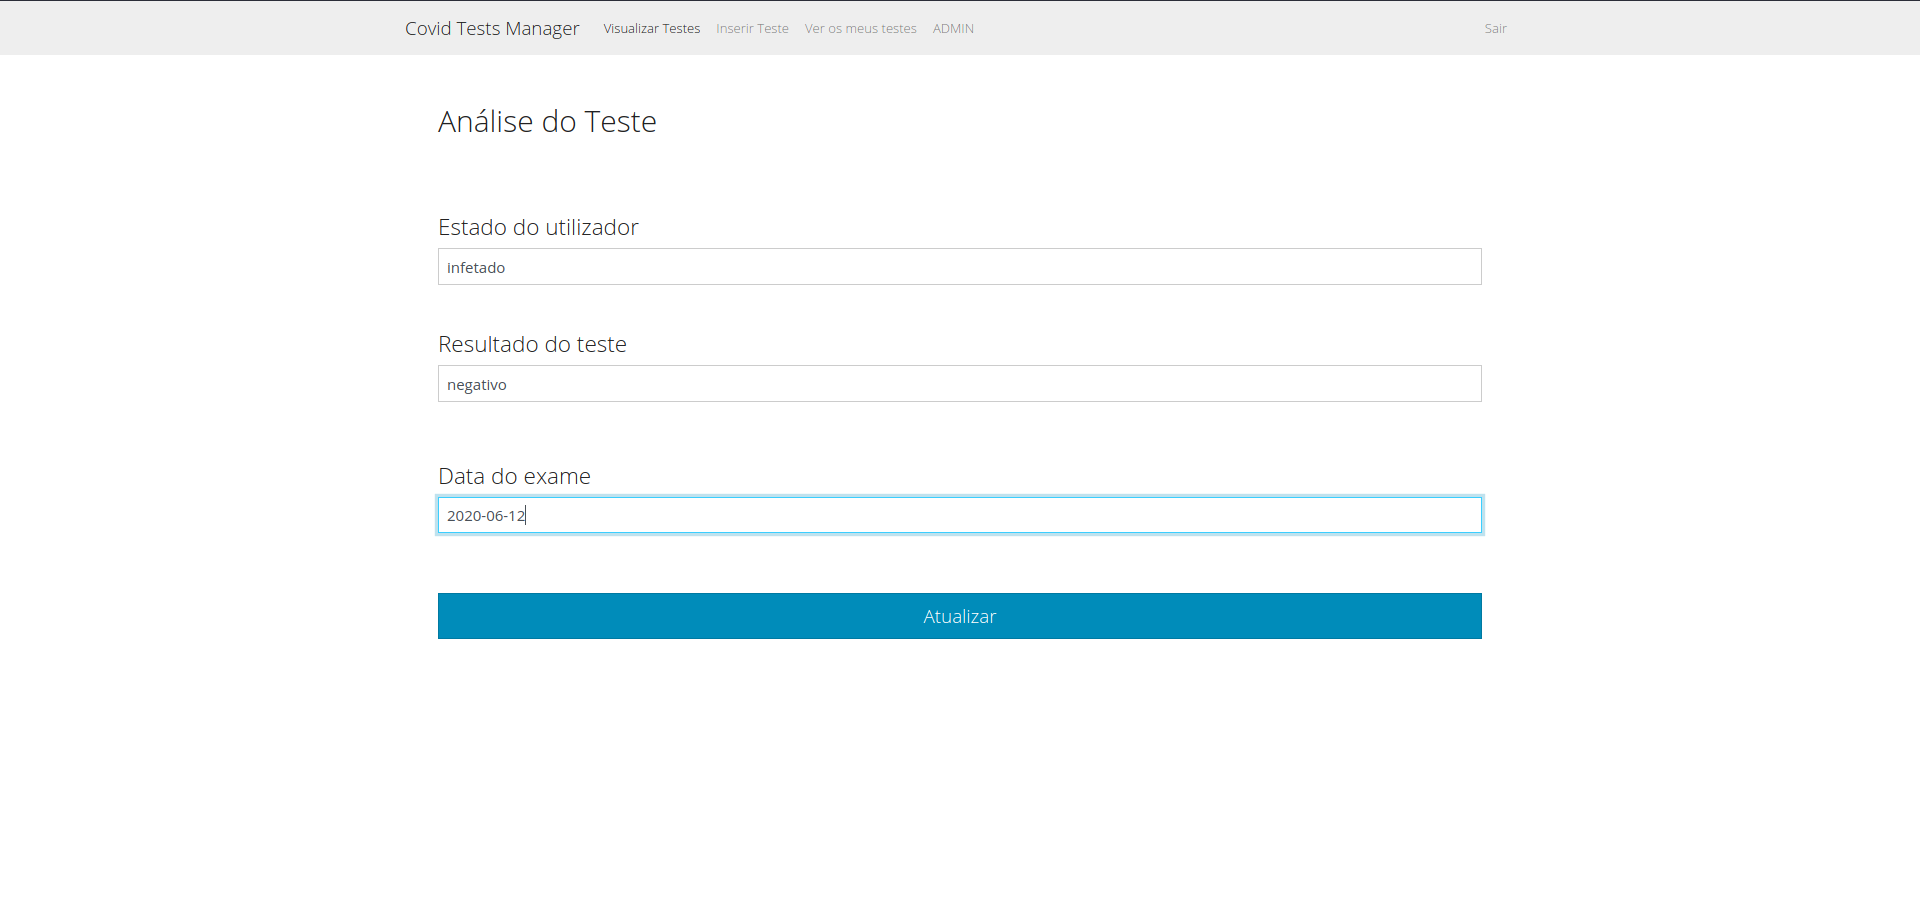 Covid Tests Manager Visualizar Testes Inserir Teste Ver os meus testes ADMIN Sair
Análise do Teste
Estado do utilizador
infetado
Resultado do teste
negativo
Data do exame
2020-06-12
Atualizar